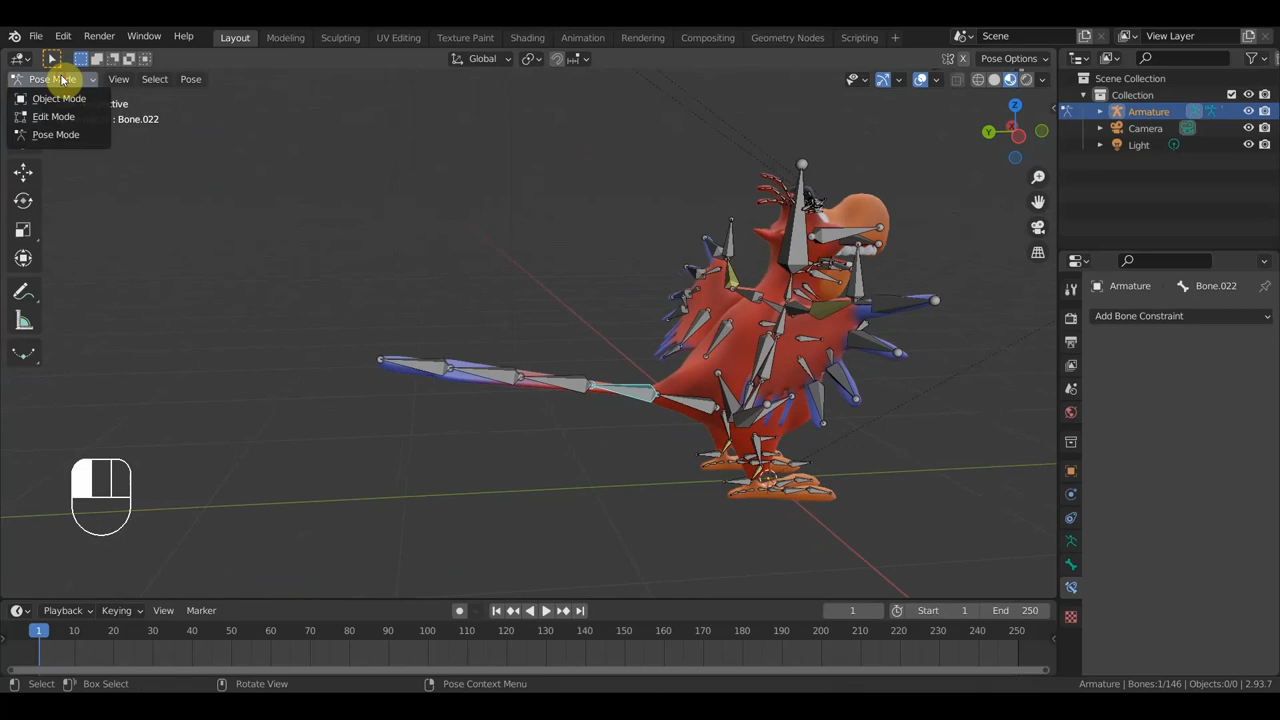 File Edit Render Window Help Layout Modeling Sculpting UV Editing Texture Paint Shading Animation Rendering Compositing Geometry Nodes Scripting + Scene View Layer
Global X Pose Options
Pose Mode View Select Pose Scene Collection
Object Mode Collection
Edit Mode : Bone.022 Armature
Pose Mode Camera
Light
Armature Bone.022
Add Bone Constraint
Playback Keying View Marker 1 Start 1 End 250
1 10 20 30 40 50 60 70 80 90 100 110 120 130 140 150 160 170 180 190 200 210 220 230 240 250
Select Box Select Rotate View Pose Context Menu Armature | Bones:1/146 | Objects:0/0 | 2.93.7